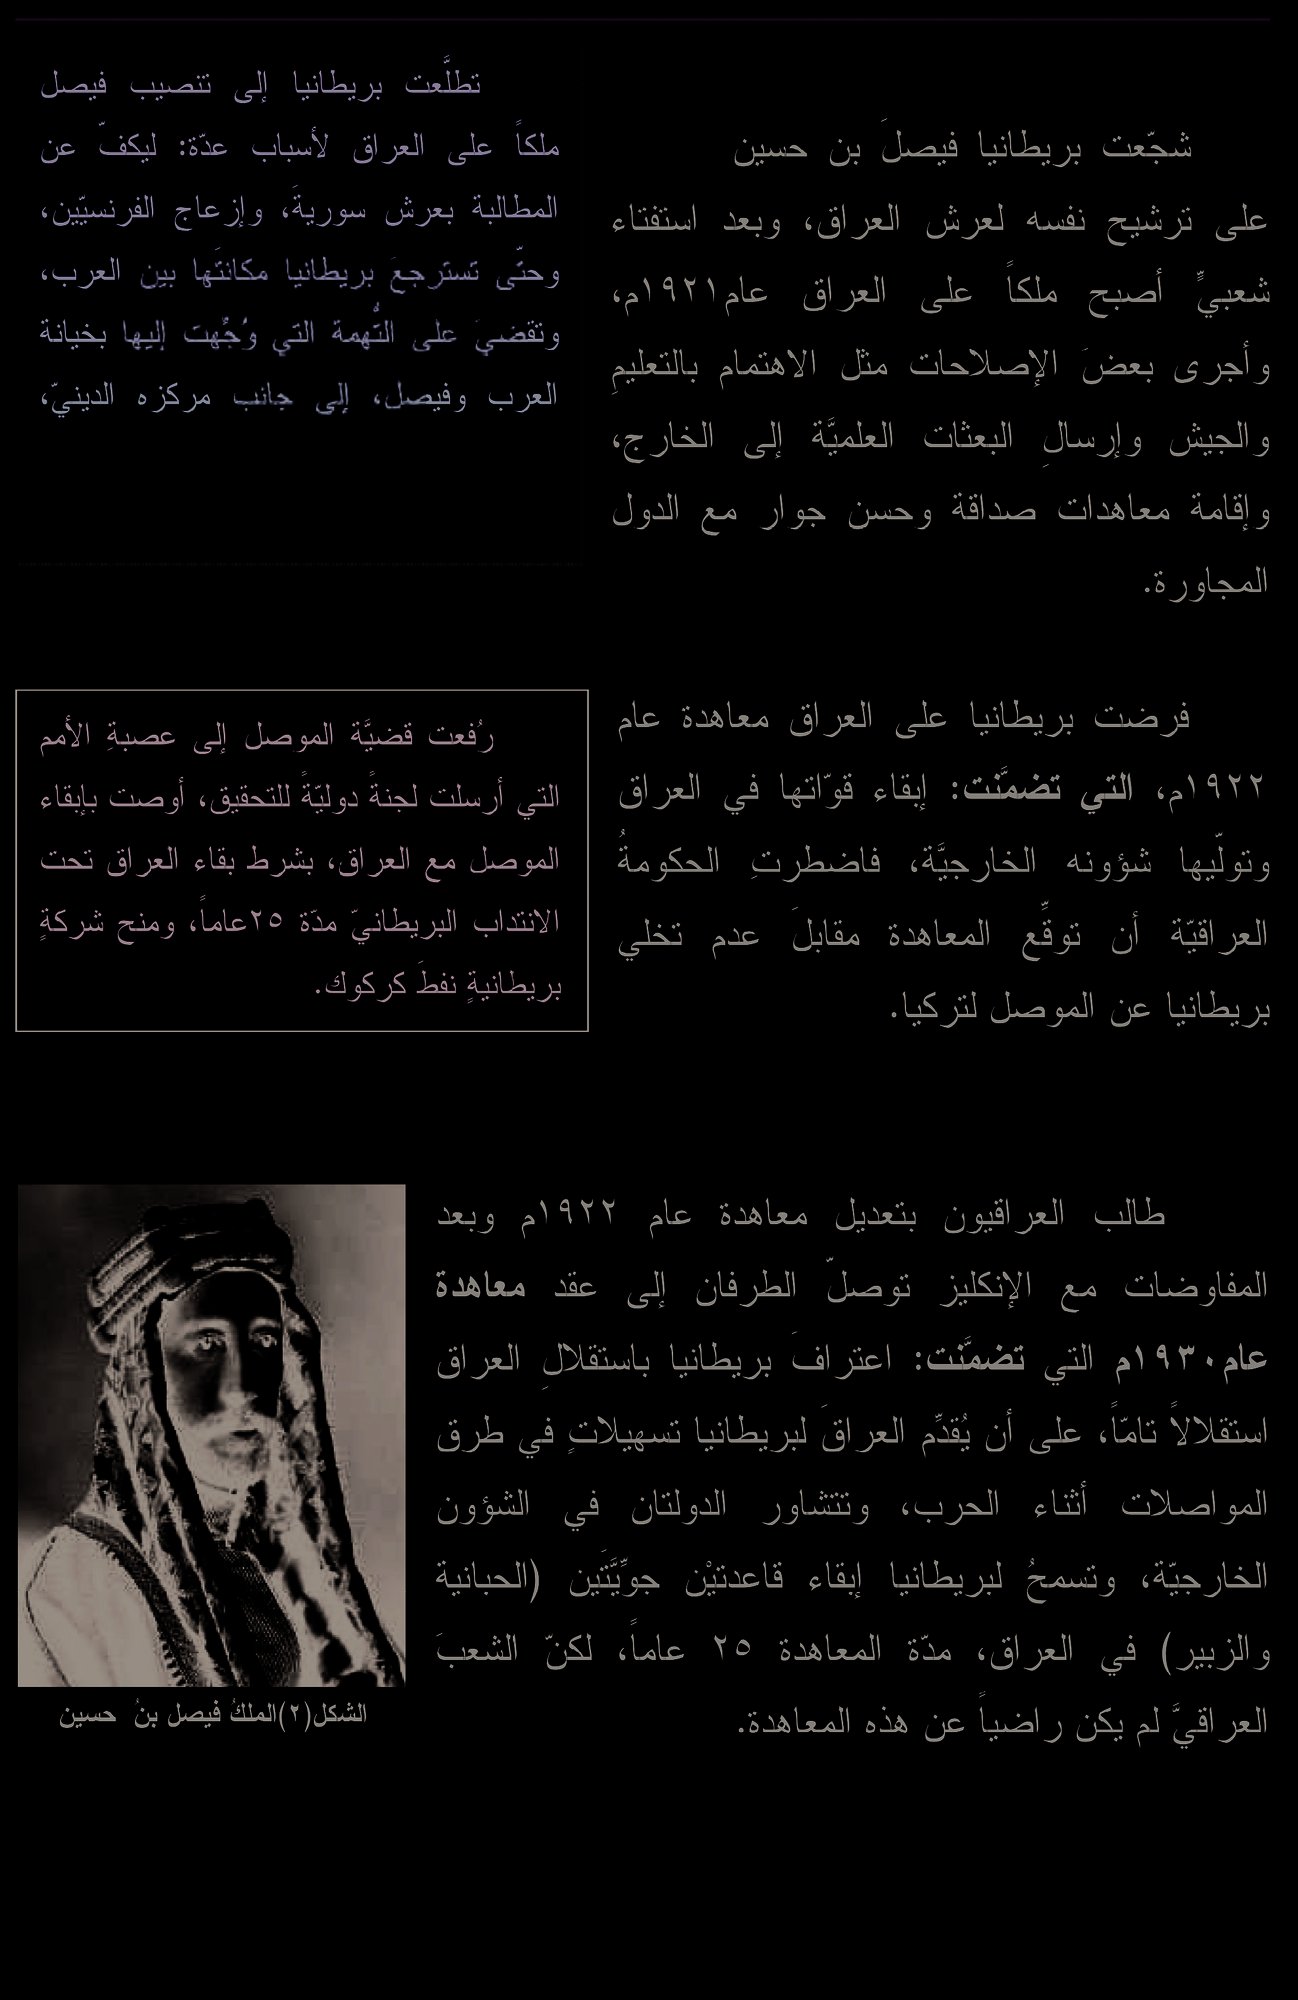 شجّعت بريطانيا فيصلَ بن حسين
على ترشيح نفسه لعرش العراق، وبعد استفتاء
شعبيٍّ أصبح ملكاً على العراق عام١٩٢١م،
وأجرى بعضَ الإصلاحات مثل الاهتمام بالتعليمِ
والجيش وإرسالِ البعثات العلميَّة إلى الخارج،
وإقامة معاهدات صداقة وحسن جوار مع الدول
المجاورة.
تطلَّعت بريطانيا إلى تنصيب فيصل
ملكاً على العراق لأسباب عدّة: ليكفّ عن
المطالبة بعرش سوريةَ، وإزعاج الفرنسيّين،
وحتّى تسترجعَ بريطانيا مكانتَها بين العرب،
وتقضيَ على التُّهمة التي وُجِّهت إليها بخيانة
العرب وفيصل، إلى جانب مركزه الدينيّ،
فرضت بريطانيا على العراق معاهدة عام
١٩٢٢م، التي تضمَّنت: إبقاء قوّاتها في العراق
وتولّيها شؤونه الخارجيَّة، فاضطرتِ الحكومةُ
العراقيّة أن توقِّع المعاهدة مقابلَ عدم تخلي
بريطانيا عن الموصل لتركيا.
رُفعت قضيَّة الموصل إلى عصبةِ الأمم
التي أرسلت لجنةً دوليّةً للتحقيق، أوصت بإبقاء
الموصل مع العراق، بشرط بقاء العراق تحت
الانتداب البريطانيّ مدّة ٢٥عاماً، ومنح شركةٍ
بريطانيةٍ نفطَ كركوك.
طالب العراقيون بتعديل معاهدة عام ١٩٢٢م وبعد
المفاوضات مع الإنكليز توصلّ الطرفان إلى عقد معاهدة
عام١٩٣٠م التي تضمَّنت: اعترافَ بريطانيا باستقلالِ العراق
استقلالاً تامّاً، على أن يُقدِّم العراقَ لبريطانيا تسهيلاتٍ في طرق
المواصلات أثناء الحرب، وتتشاور الدولتان في الشؤون
الخارجيّة، وتسمحُ لبريطانيا إبقاء قاعدتيْن جوِّيَّتَين (الحبانية
والزبير) في العراق، مدّة المعاهدة ٢٥ عاماً، لكنّ الشعبَ
العراقيَّ لم يكن راضياً عن هذه المعاهدة.
الشكل(٢)الملكُ فيصل بنُ حسين